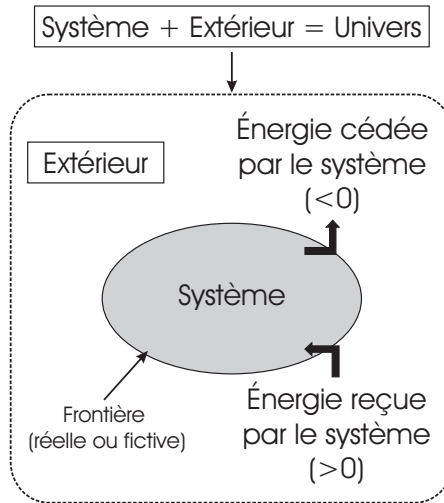 Système + Extérieur = Univers
Extérieur
Énergie cédée
par le système
(<0)
Système
Frontière
(réelle ou fictive)
Énergie reçue
par le système
(>0)